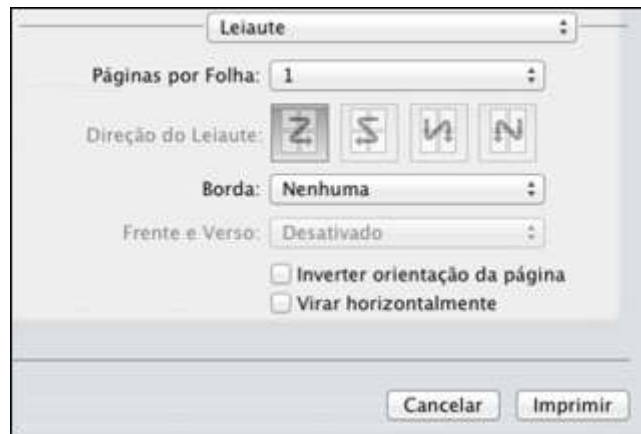 Leiaute
Páginas por Folha: 1
Direção do Leiaute:
Borda: Nenhuma
Frente e Verso: Desativado
Inverter orientação da página
Virar horizontalmente
Cancelar Imprimir